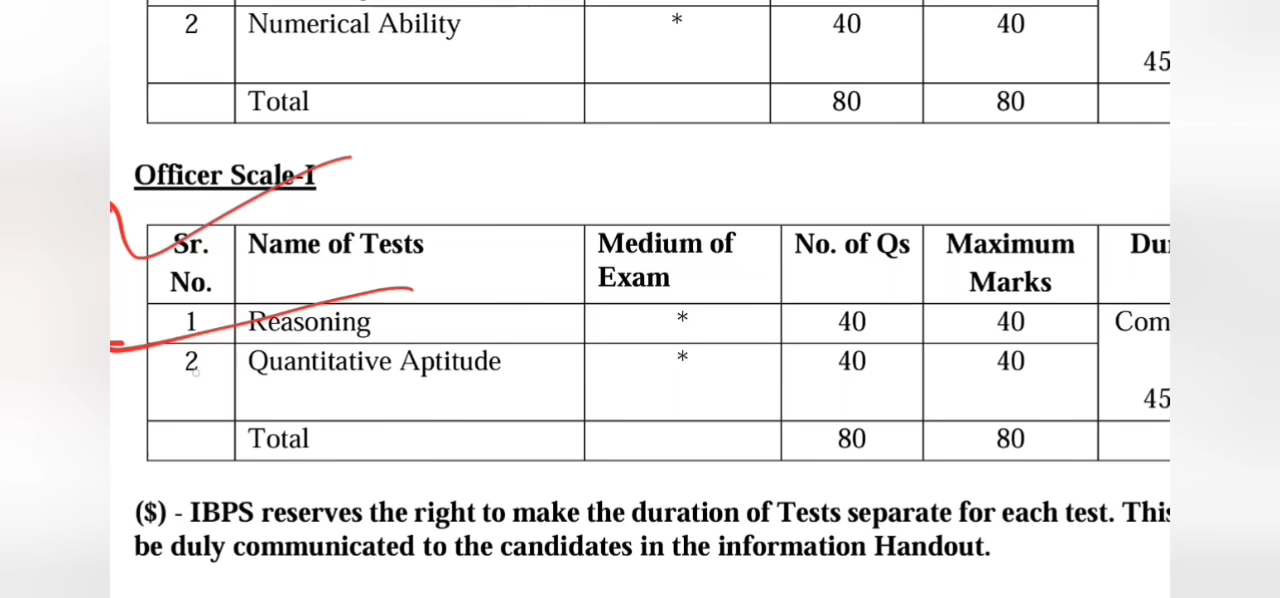 2 Numerical Ability * 40 40
45
Total 80 80
Officer Scale-I
Sr. No. Name of Tests Medium of Exam No. of Qs Maximum Marks
1 Reasoning * 40 40
2 Quantitative Aptitude * 40 40
45
Total 80 80
($) - IBPS reserves the right to make the duration of Tests separate for each test.
be duly communicated to the candidates in the information Handout.